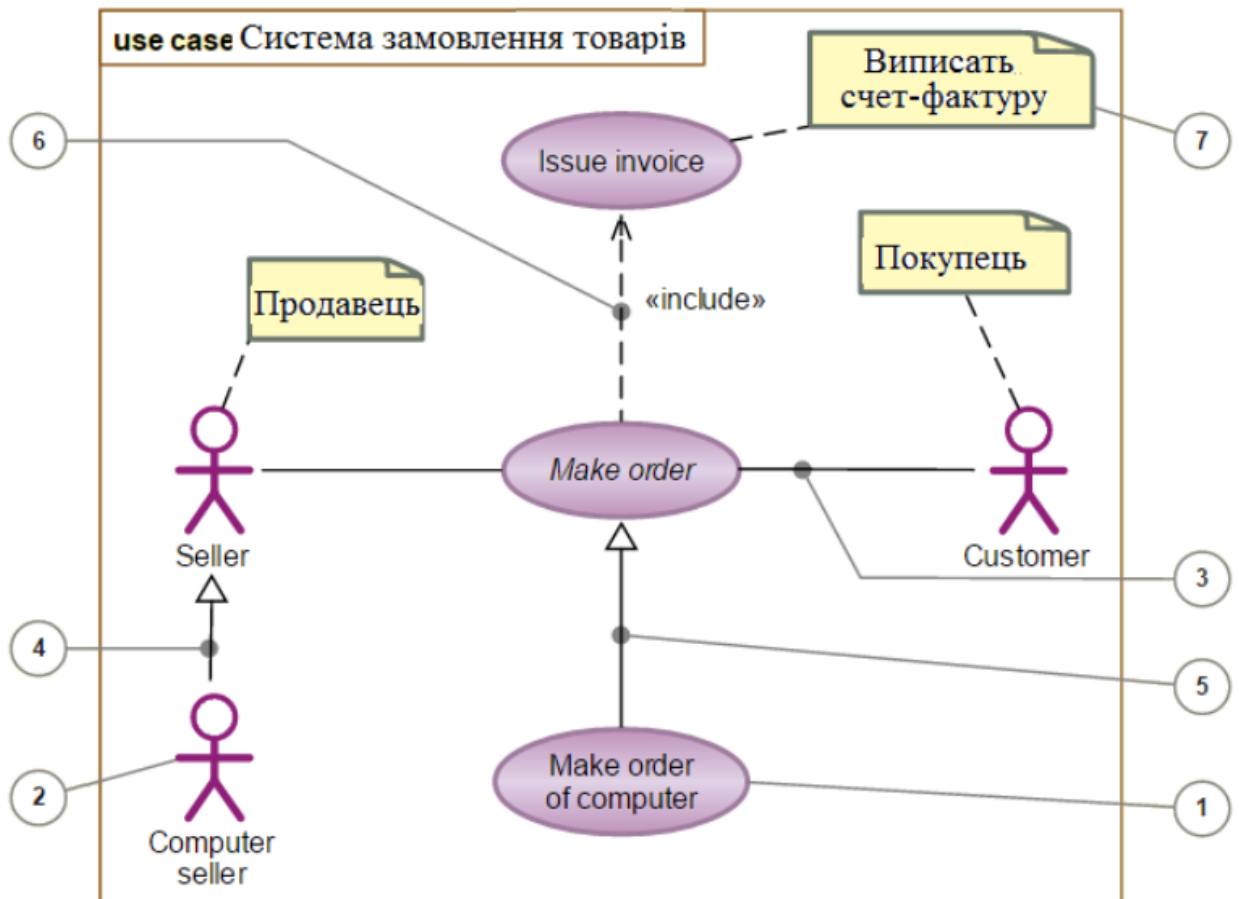 use case Система замовлення товарів
Виписать
счет-фактуру
6
7
Issue invoice
Покупець
Продавець
«include»
Make order
Seller
Customer
3
4
5
2
Make order
of computer
1
Computer
seller